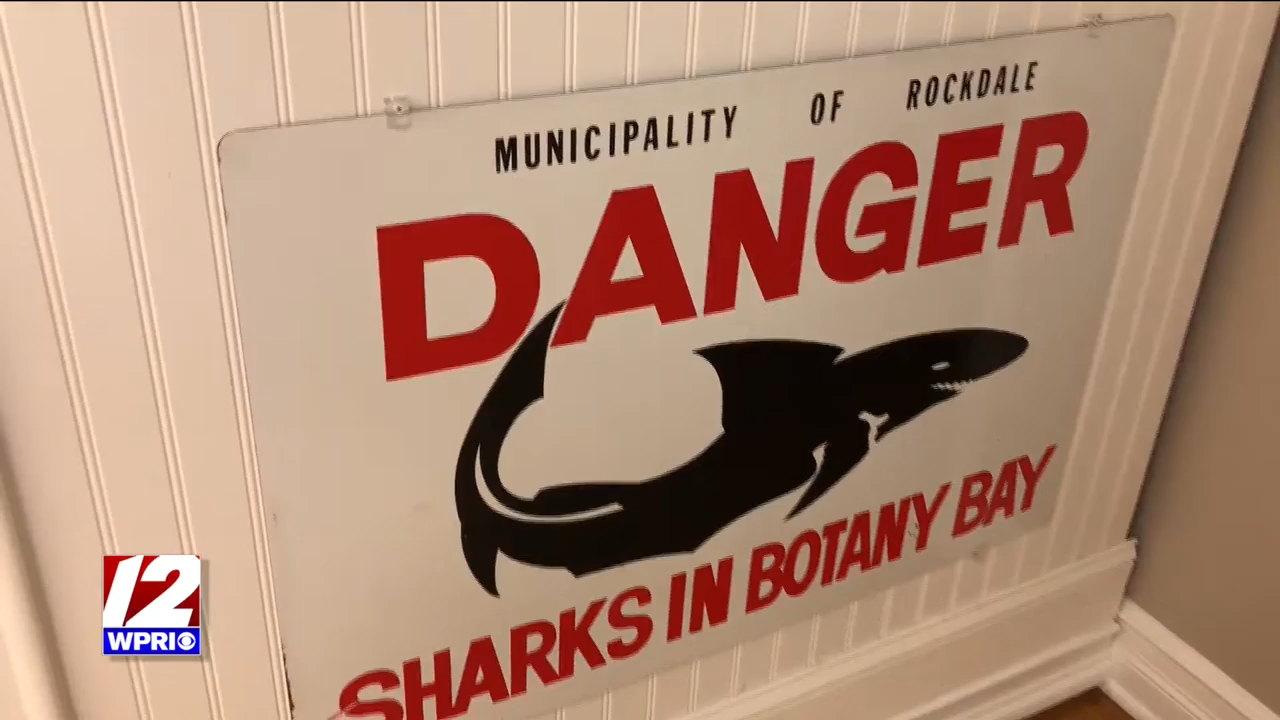 MUNICIPALITY OF ROCKDALE
DANGER
SHARKS IN BOTANY BAY
12
WPRI